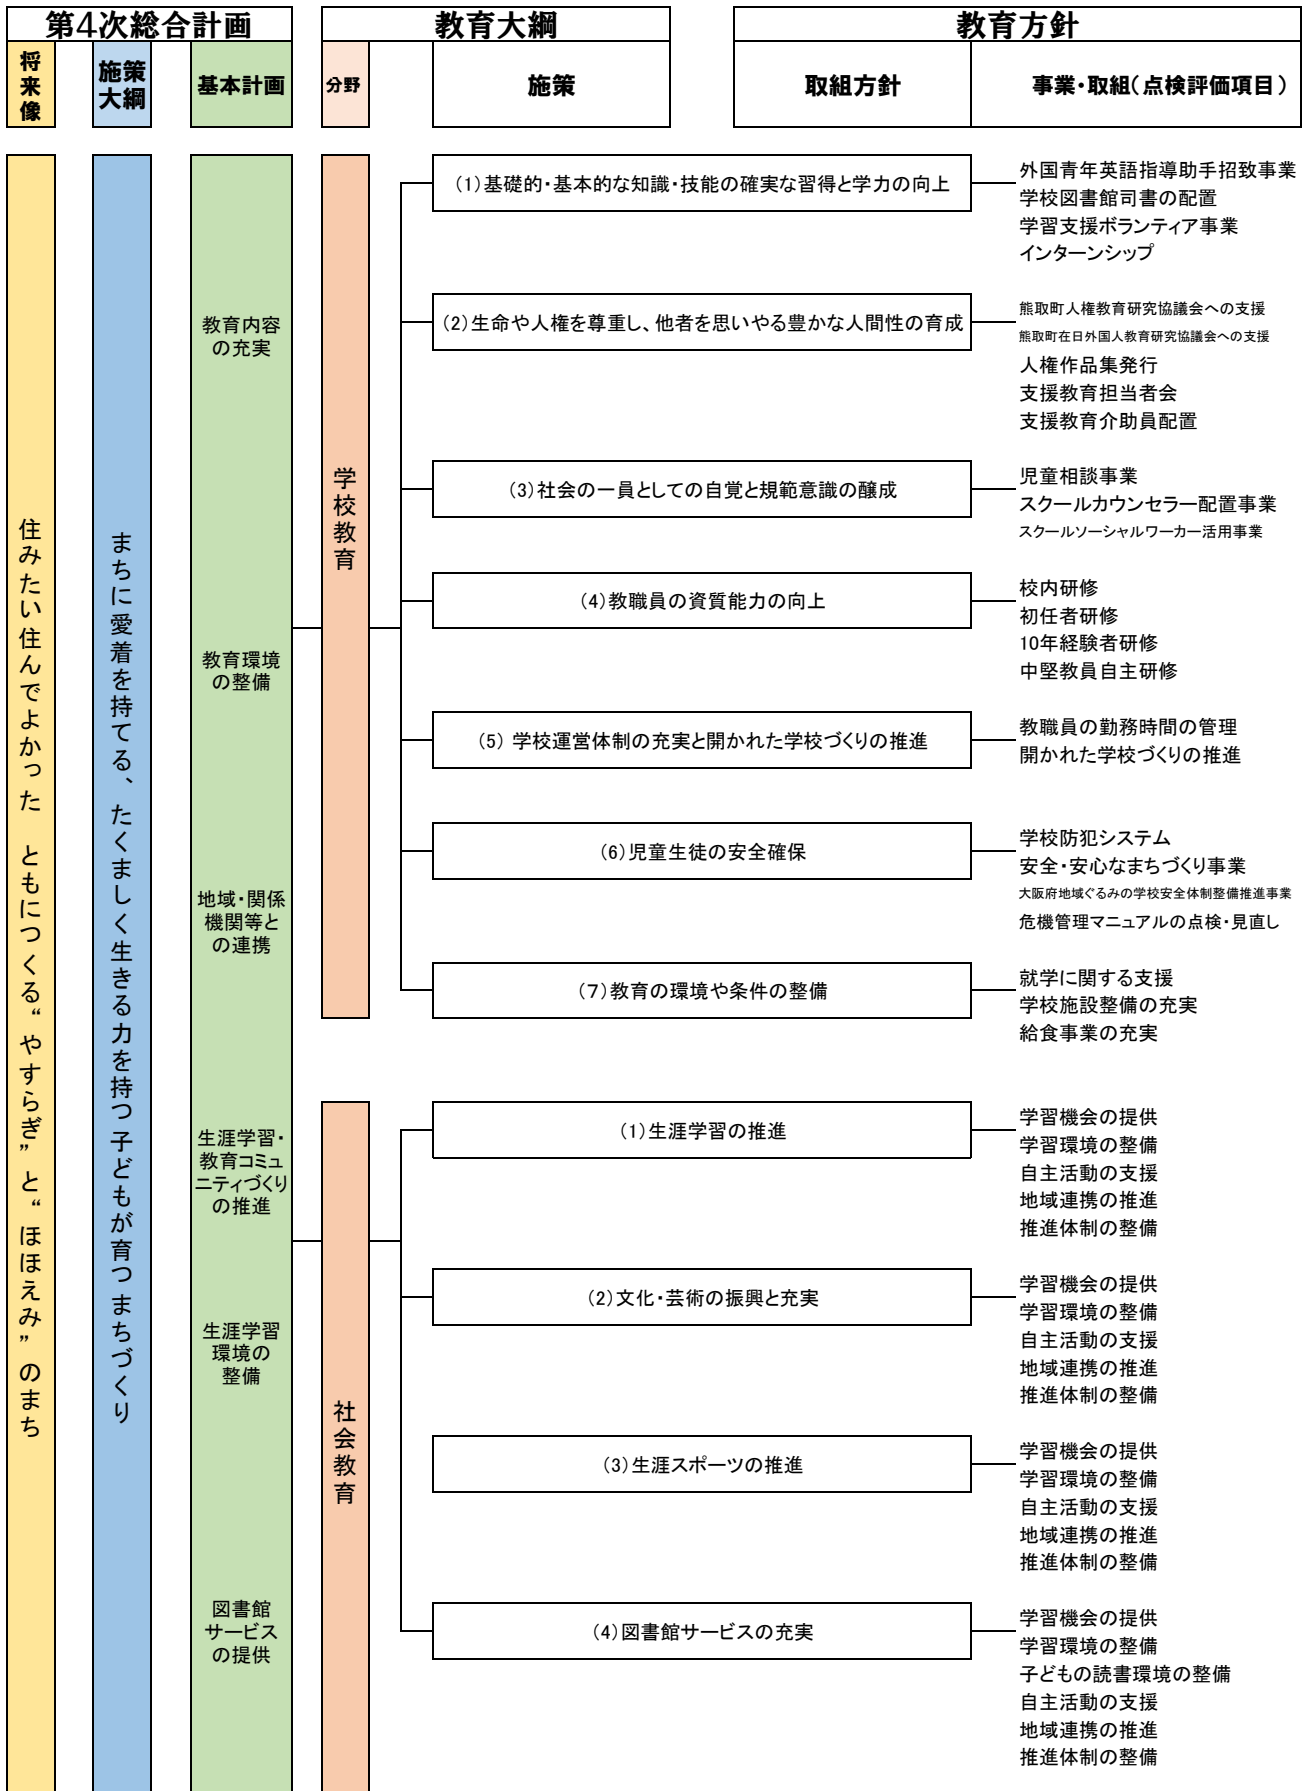 第4次総合計画
教育大綱
教育方針
将来像
施策
大綱
基本計画
分野
施策
取組方針
事業・取組(点検評価項目)
住みたい住んでよかった ともにつくる“やすらぎ”と“ほほえみ”のまち
まちに愛着を持てる、たくましく生きる力を持つ子どもが育つまちづくり
教育内容
の充実
教育環境
の整備
地域・関係
機関等と
の連携
生涯学習・
教育コミュ
ニティづくり
の推進
生涯学習
環境の
整備
図書館
サービス
の提供
学校教育
(1)基礎的・基本的な知識・技能の確実な習得と学力の向上
外国青年英語指導助手招致事業
学校図書館司書の配置
学習支援ボランティア事業
インターンシップ
(2)生命や人権を尊重し、他者を思いやる豊かな人間性の育成
熊取町人権教育研究協議会への支援
熊取町在日外国人教育研究協議会への支援
人権作品集発行
支援教育担当者会
支援教育介助員配置
(3)社会の一員としての自覚と規範意識の醸成
児童相談事業
スクールカウンセラー配置事業
スクールソーシャルワーカー活用事業
(4)教職員の資質能力の向上
校内研修
初任者研修
10年経験者研修
中堅教員自主研修
(5) 学校運営体制の充実と開かれた学校づくりの推進
教職員の勤務時間の管理
開かれた学校づくりの推進
(6)児童生徒の安全確保
学校防犯システム
安全・安心なまちづくり事業
大阪府地域ぐるみの学校安全体制整備推進事業
危機管理マニュアルの点検・見直し
(7)教育の環境や条件の整備
就学に関する支援
学校施設整備の充実
給食事業の充実
社会教育
(1)生涯学習の推進
学習機会の提供
学習環境の整備
自主活動の支援
地域連携の推進
推進体制の整備
(2)文化・芸術の振興と充実
学習機会の提供
学習環境の整備
自主活動の支援
地域連携の推進
推進体制の整備
(3)生涯スポーツの推進
学習機会の提供
学習環境の整備
自主活動の支援
地域連携の推進
推進体制の整備
(4)図書館サービスの充実
学習機会の提供
学習環境の整備
子どもの読書環境の整備
自主活動の支援
地域連携の推進
推進体制の整備